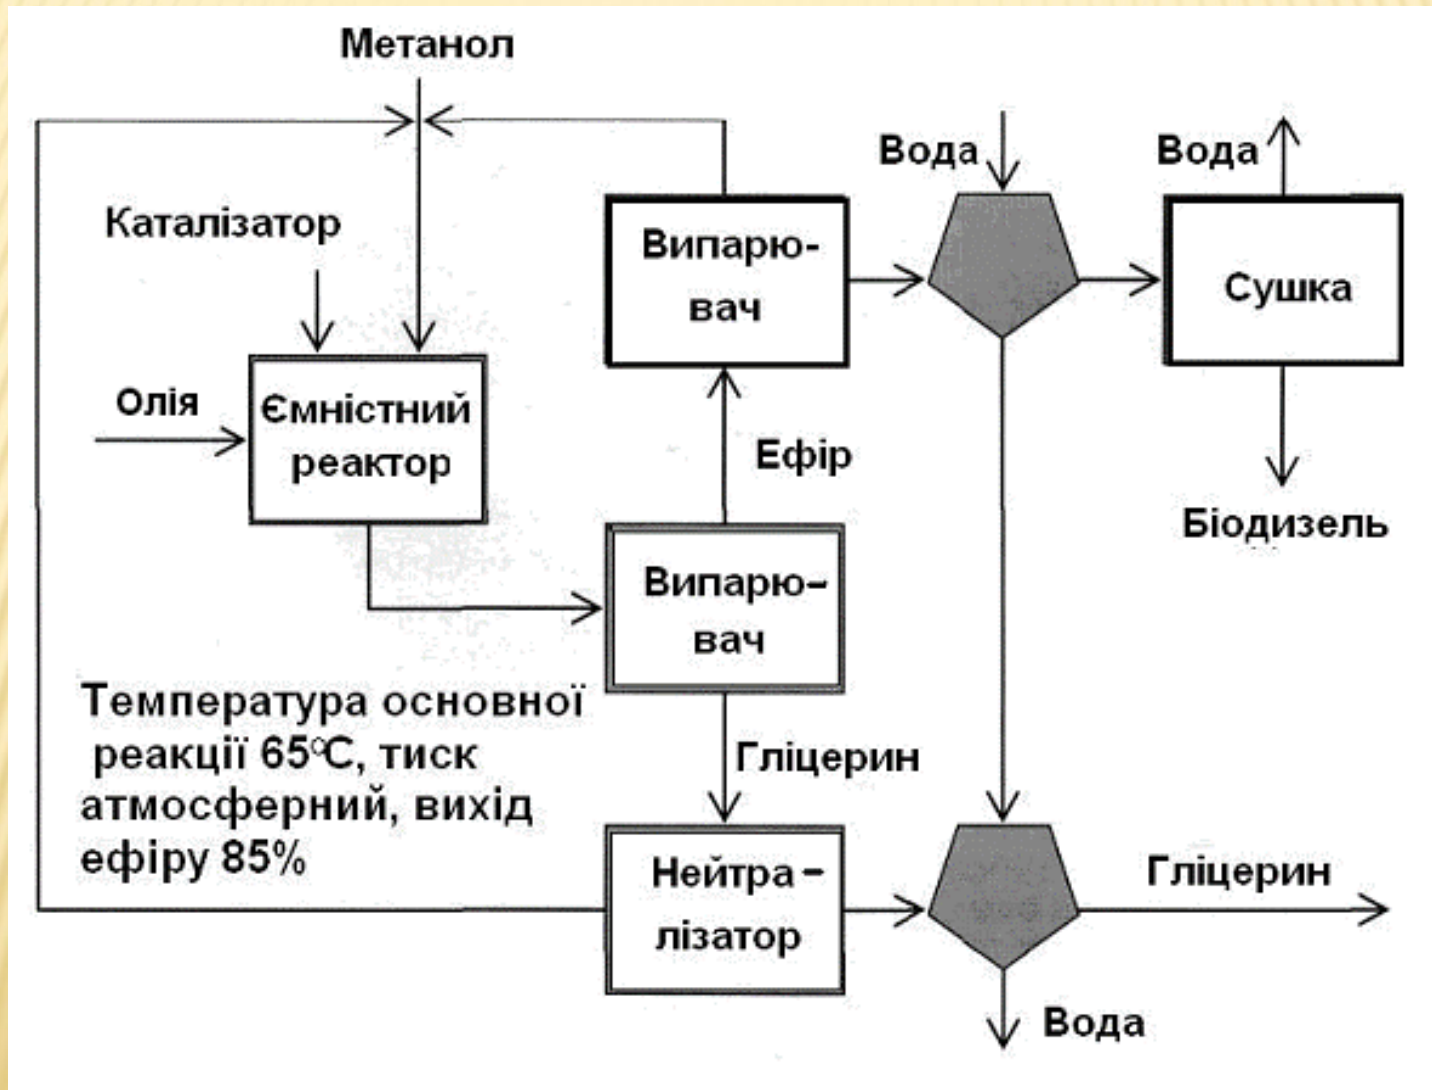 Метанол
Вода
Вода
Каталізатор
Випарю-
вач
Сушка
Олія
Ємністний
реактор
Ефір
Біодизель
Випарю–
вач
Температура основної
реакції 65°С, тиск
атмосферний, вихід
ефіру 85%
Гліцерин
Нейтра –
лізатор
Гліцерин
Вода